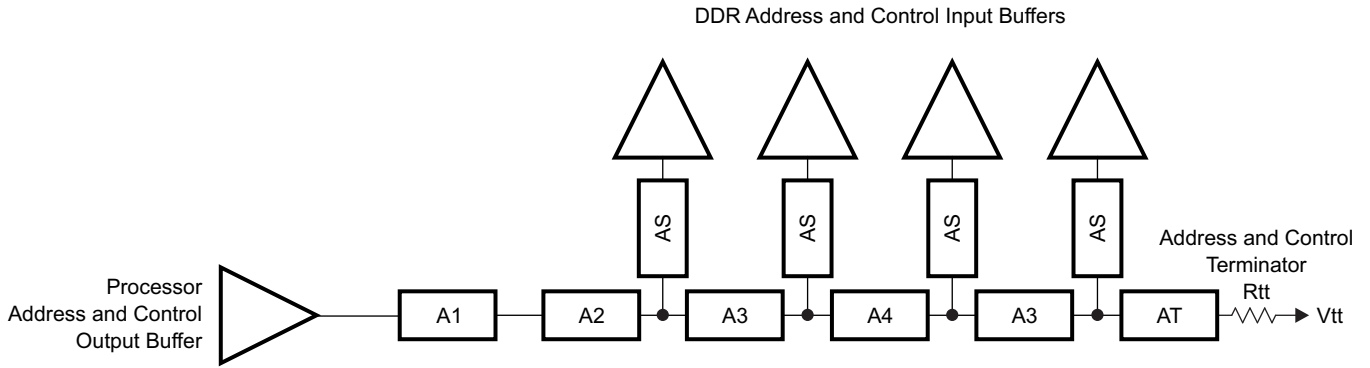 DDR Address and Control Input Buffers
AS
AS
AS
AS
Address and Control
Terminator
Rtt
Vtt
Processor
Address and Control
Output Buffer
A1
A2
A3
A4
A3
AT